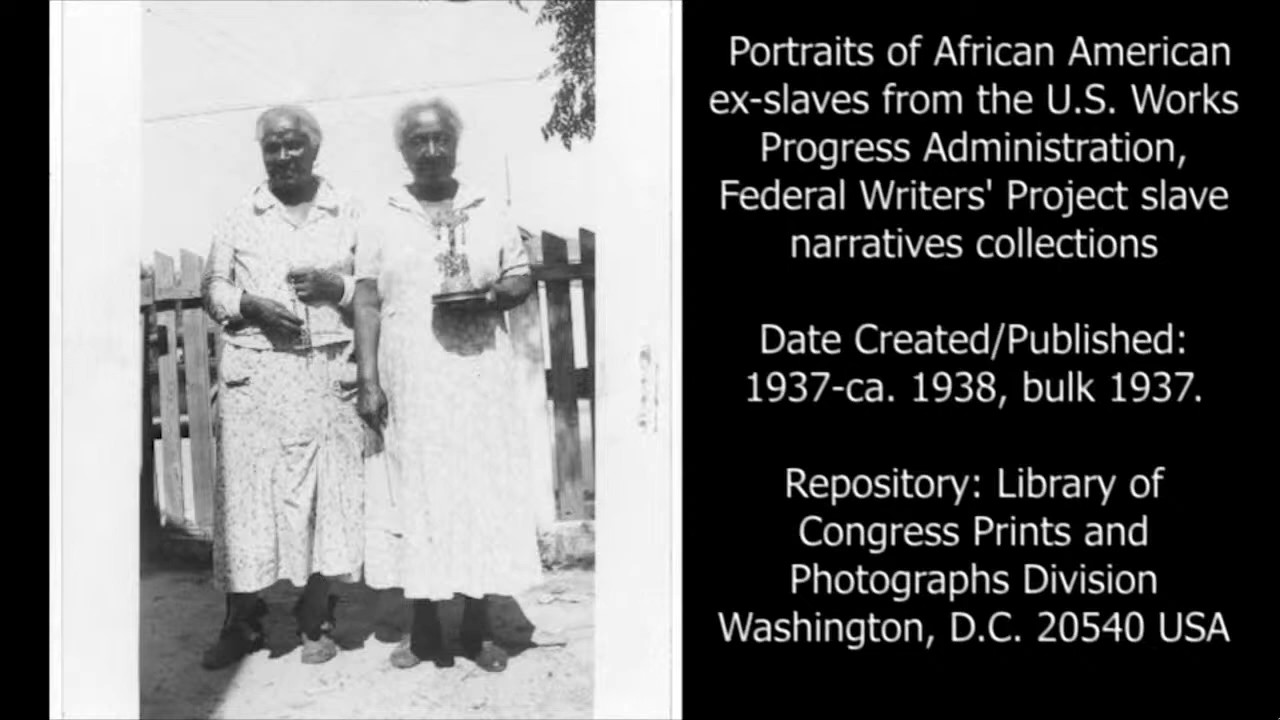 Portraits of African American
ex-slaves from the U.S. Works
Progress Administration,
Federal Writers' Project slave
narratives collections
Date Created/Published:
1937-ca. 1938, bulk 1937.
Repository: Library of
Congress Prints and
Photographs Division
Washington, D.C. 20540 USA